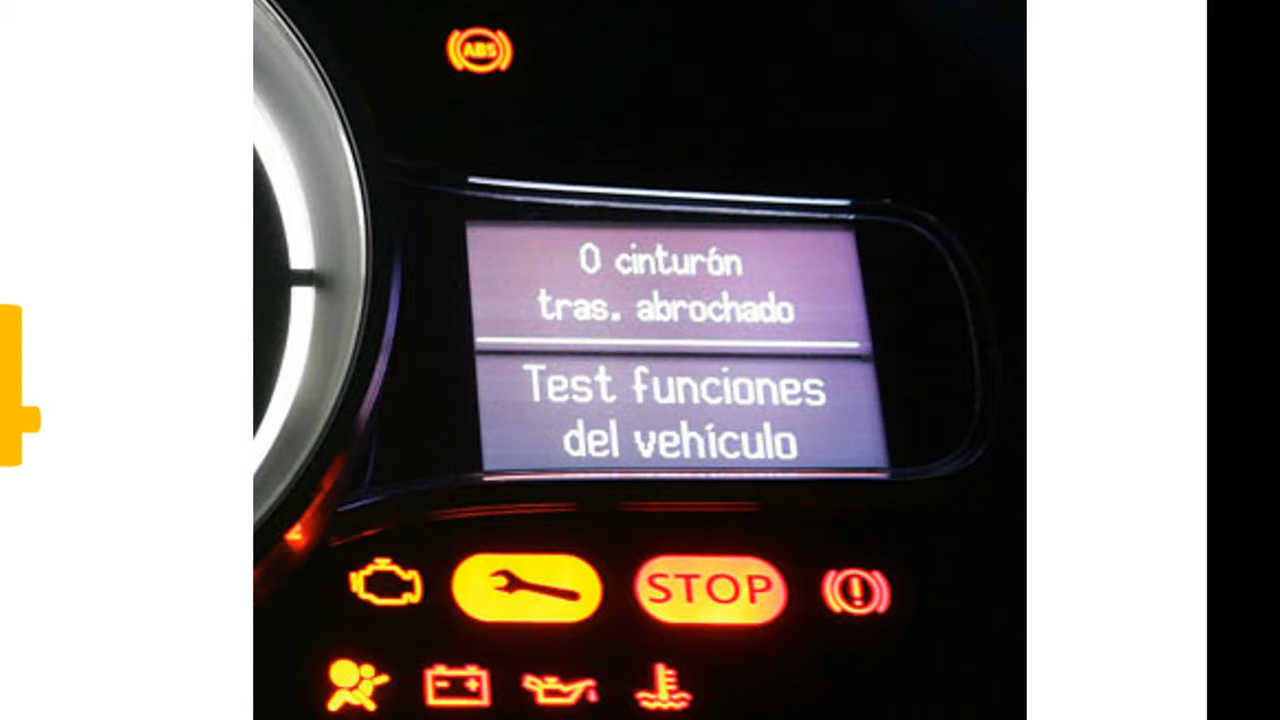 ABS
0 cinturón
tras. abrochado
Test funciones
del vehículo
STOP